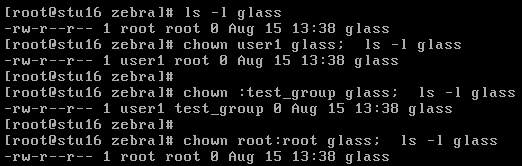 [root@stu16 zebra]# ls -l glass
-rw-r--r-- 1 root root 0 Aug 15 13:38 glass
[root@stu16 zebra]# chown user1 glass;  ls -l glass
-rw-r--r-- 1 user1 root 0 Aug 15 13:38 glass
[root@stu16 zebra]#
[root@stu16 zebra]# chown :test_group glass;  ls -l glass
-rw-r--r-- 1 user1 test_group 0 Aug 15 13:38 glass
[root@stu16 zebra]#
[root@stu16 zebra]# chown root:root glass;  ls -l glass
-rw-r--r-- 1 root root 0 Aug 15 13:38 glass